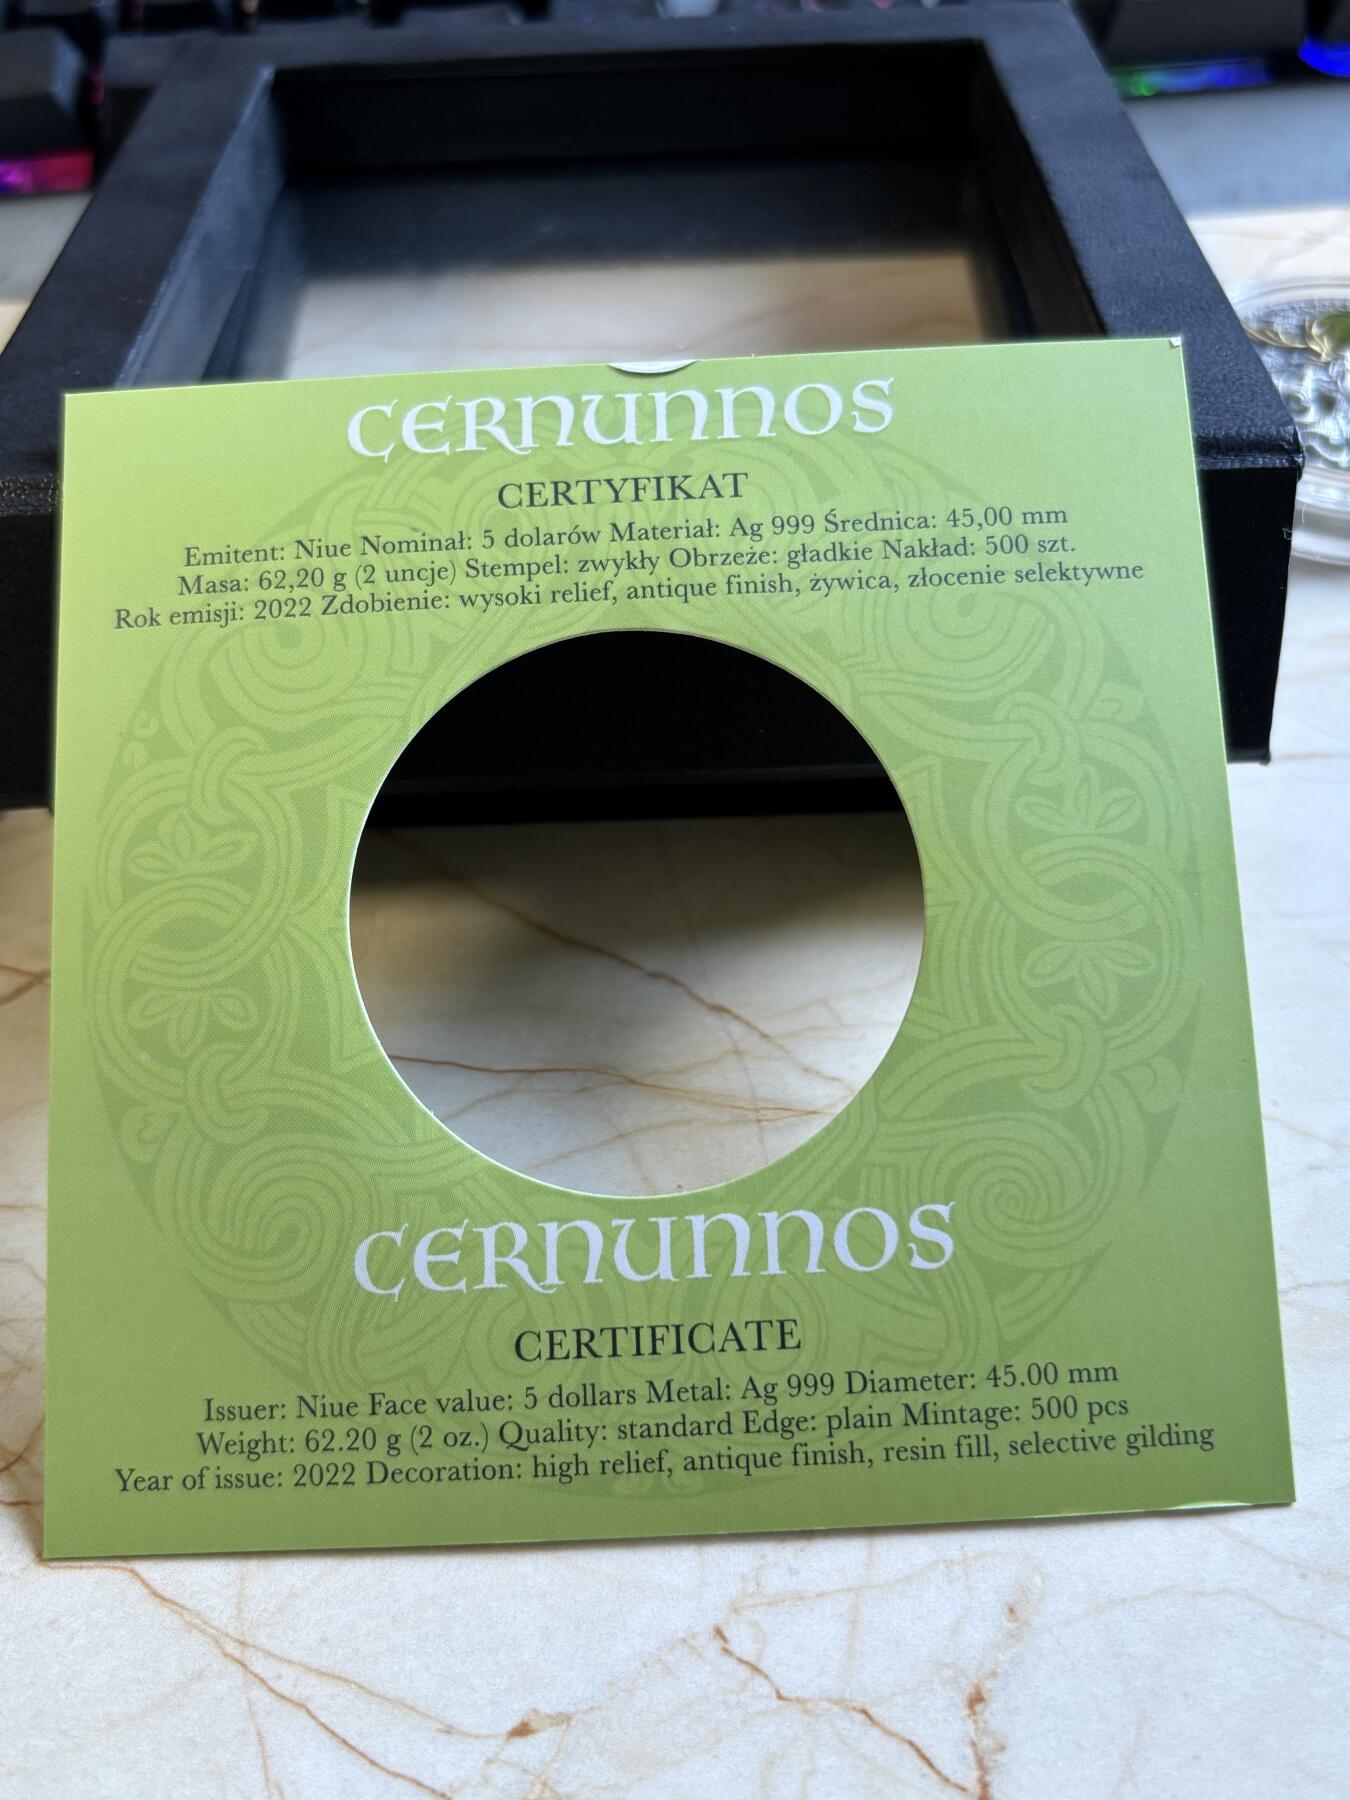 CERNUNNOS
CERTYFIKAT
Emitent: Niue Nominał: 5 dolarów Materiał: Ag 999 Średnica: 45,00 mm
Masa: 62,20 g (2 uncje) Stempel: zwykły Obrzeże: gładkie Nakład: 500 szt.
Rok emisji: 2022 Zdobienie: wysoki relief, antique finish, żywica, złocenie selektywne
CERNUNNOS
CERTIFICATE
Issuer: Niue Face value: 5 dollars Metal: Ag 999 Diameter: 45.00 mm
Weight: 62.20 g (2 oz.) Quality: standard Edge: plain Mintage: 500 pcs
Year of issue: 2022 Decoration: high relief, antique finish, resin fill, selective gilding